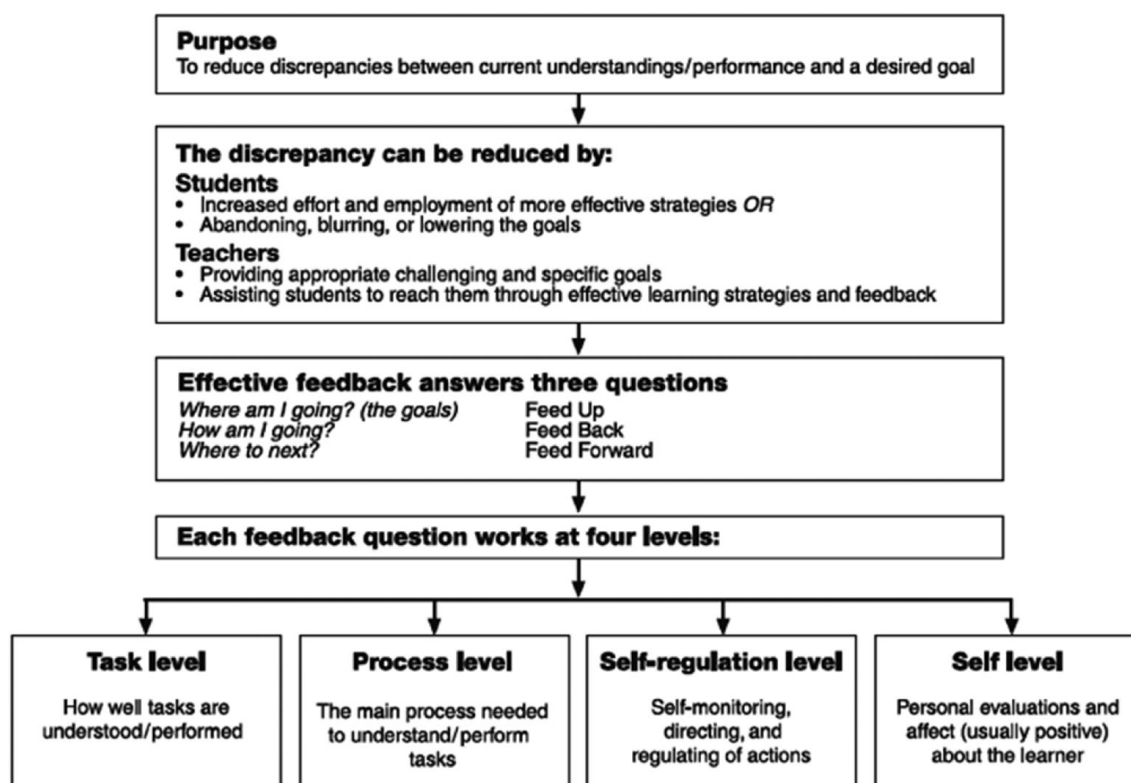 Purpose
To reduce discrepancies between current understandings/performance and a desired goal
The discrepancy can be reduced by:
Students
• Increased effort and employment of more effective strategies OR
• Abandoning, blurring, or lowering the goals
Teachers
• Providing appropriate challenging and specific goals
• Assisting students to reach them through effective learning strategies and feedback
Effective feedback answers three questions
Where am I going? (the goals) Feed Up
How am I going? Feed Back
Where to next? Feed Forward
Each feedback question works at four levels:
Task level
How well tasks are
understood/performed
Process level
The main process needed
to understand/perform
tasks
Self-regulation level
Self-monitoring,
directing, and
regulating of actions
Self level
Personal evaluations and
affect (usually positive)
about the learner